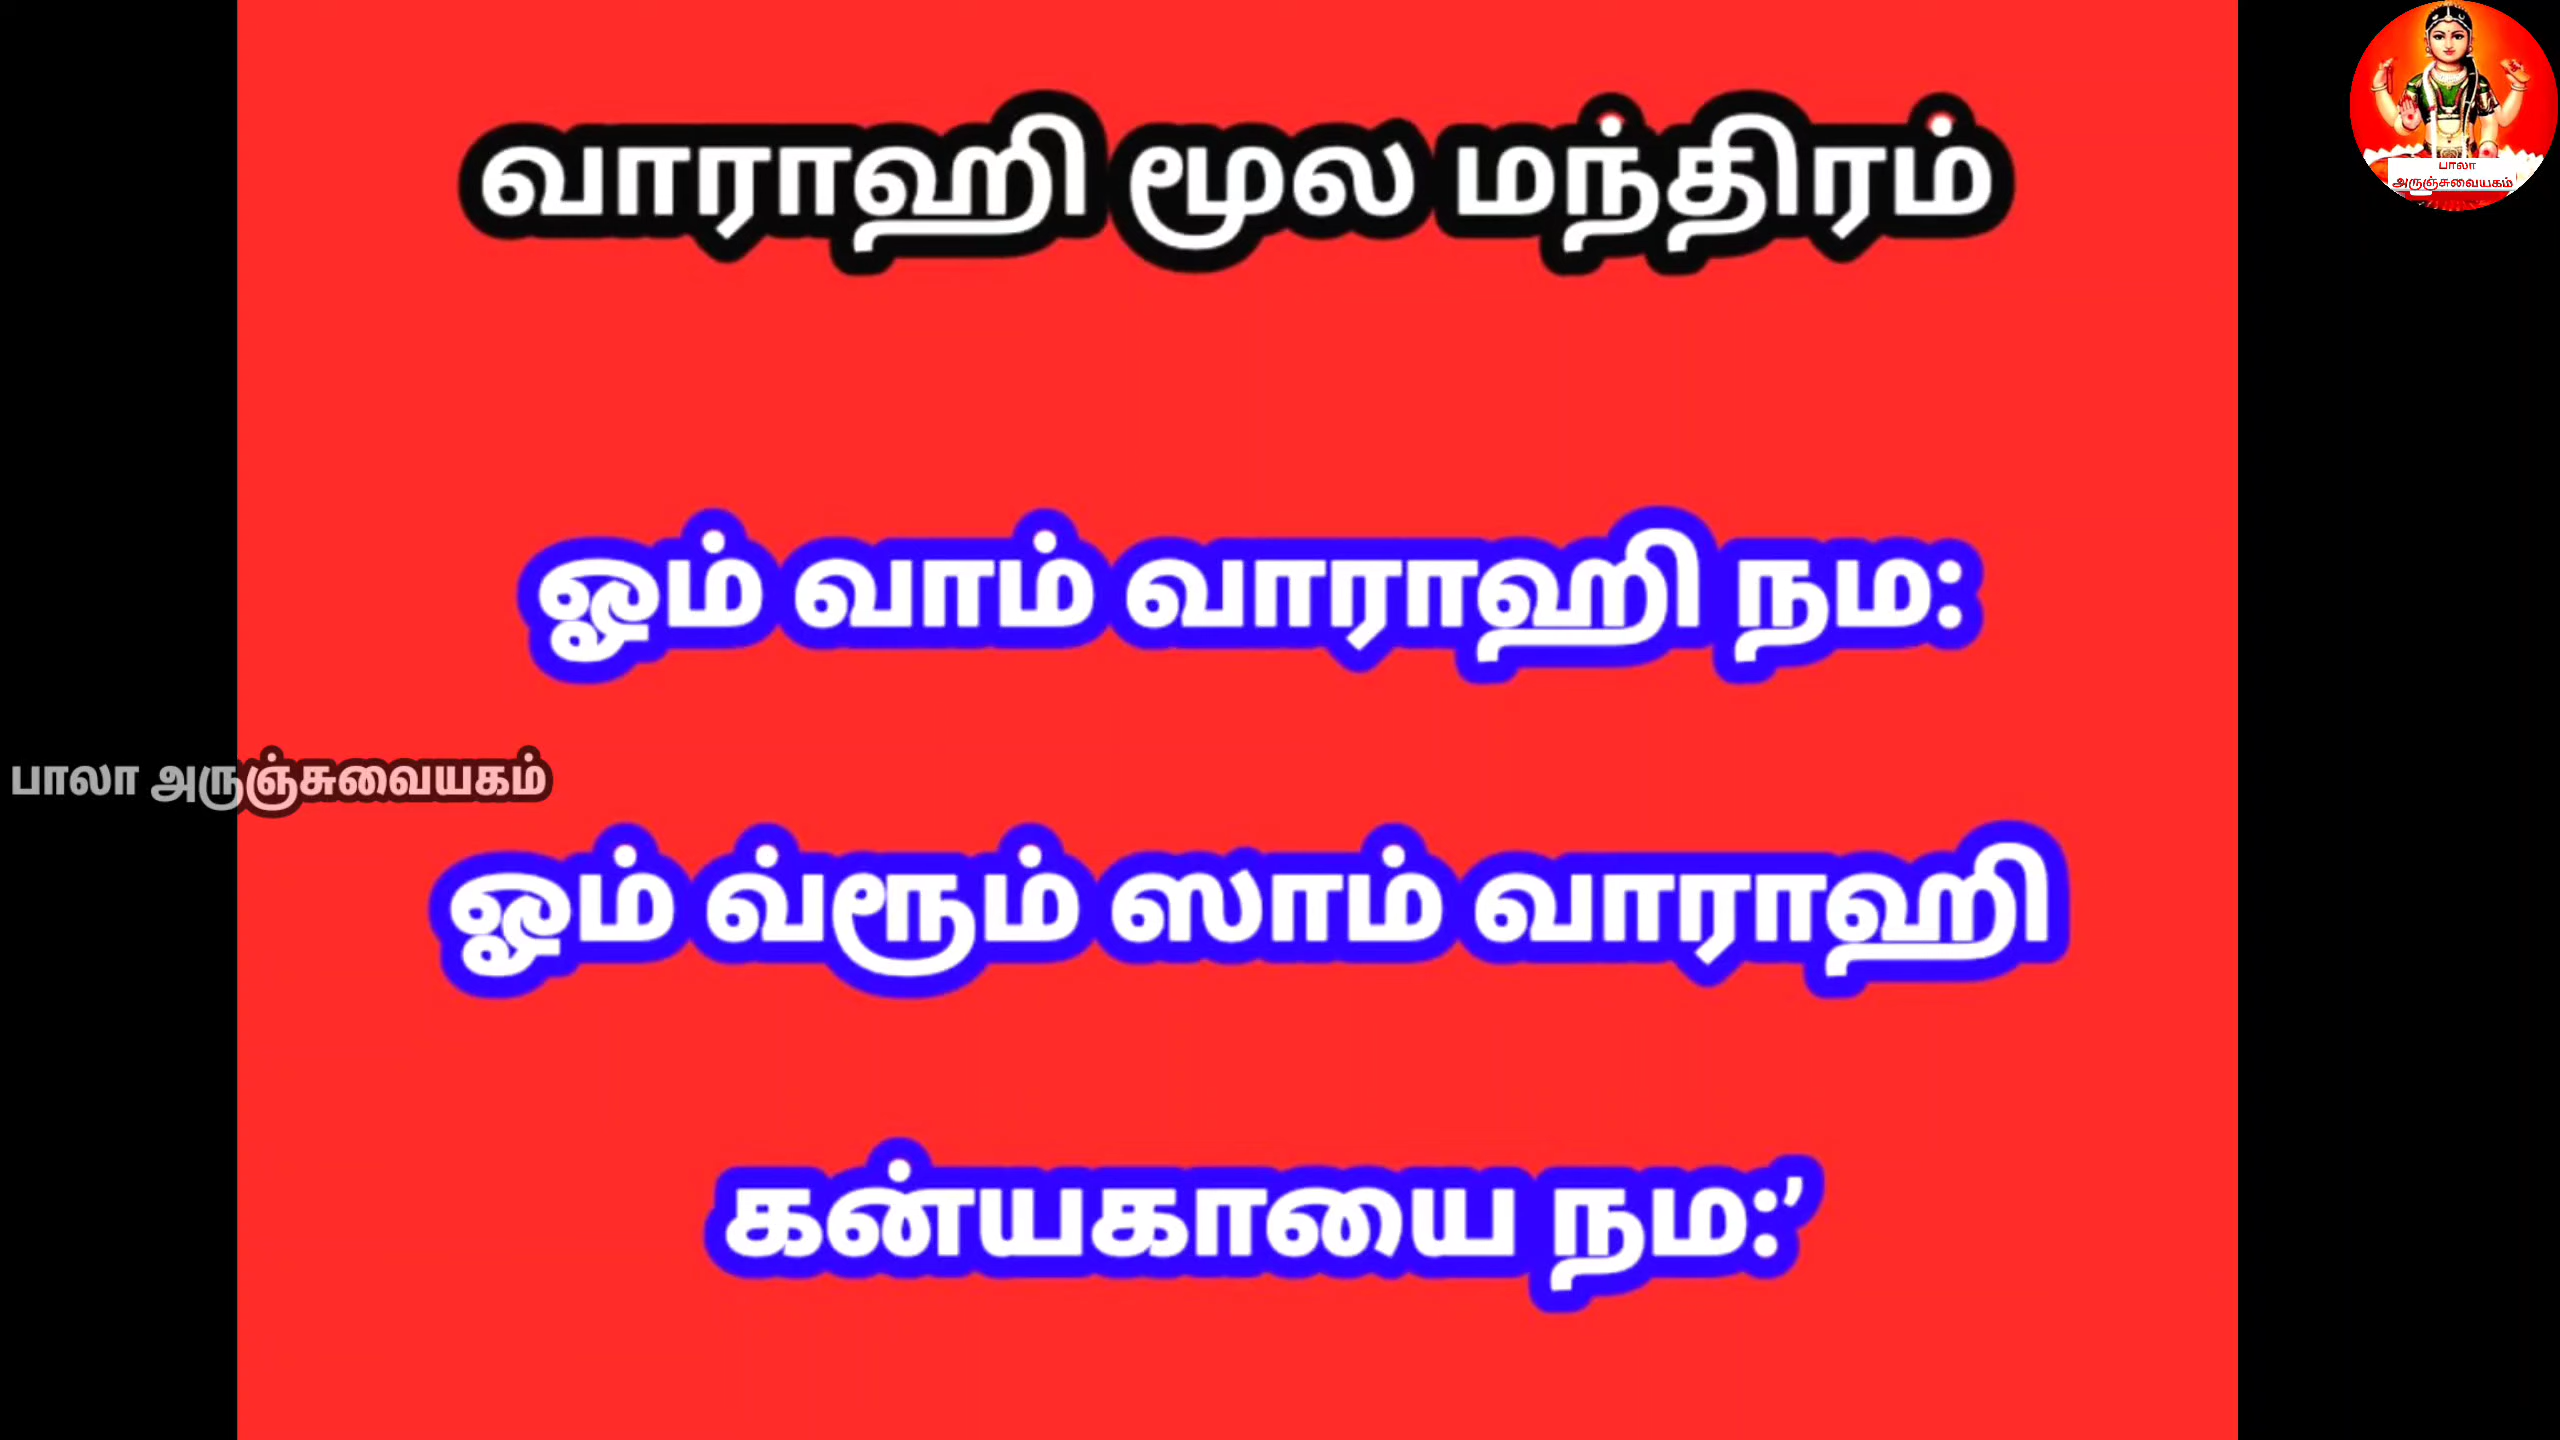 வாராஹி மூல மந்திரம்
பாலா
அருஞ்சுவையகம்
ஓம் வாம் வாராஹி நம:
பாலா அருஞ்சுவையகம்
ஓம் வ்ரூம் ஸாம் வாராஹி
கன்யகாயை நம:’